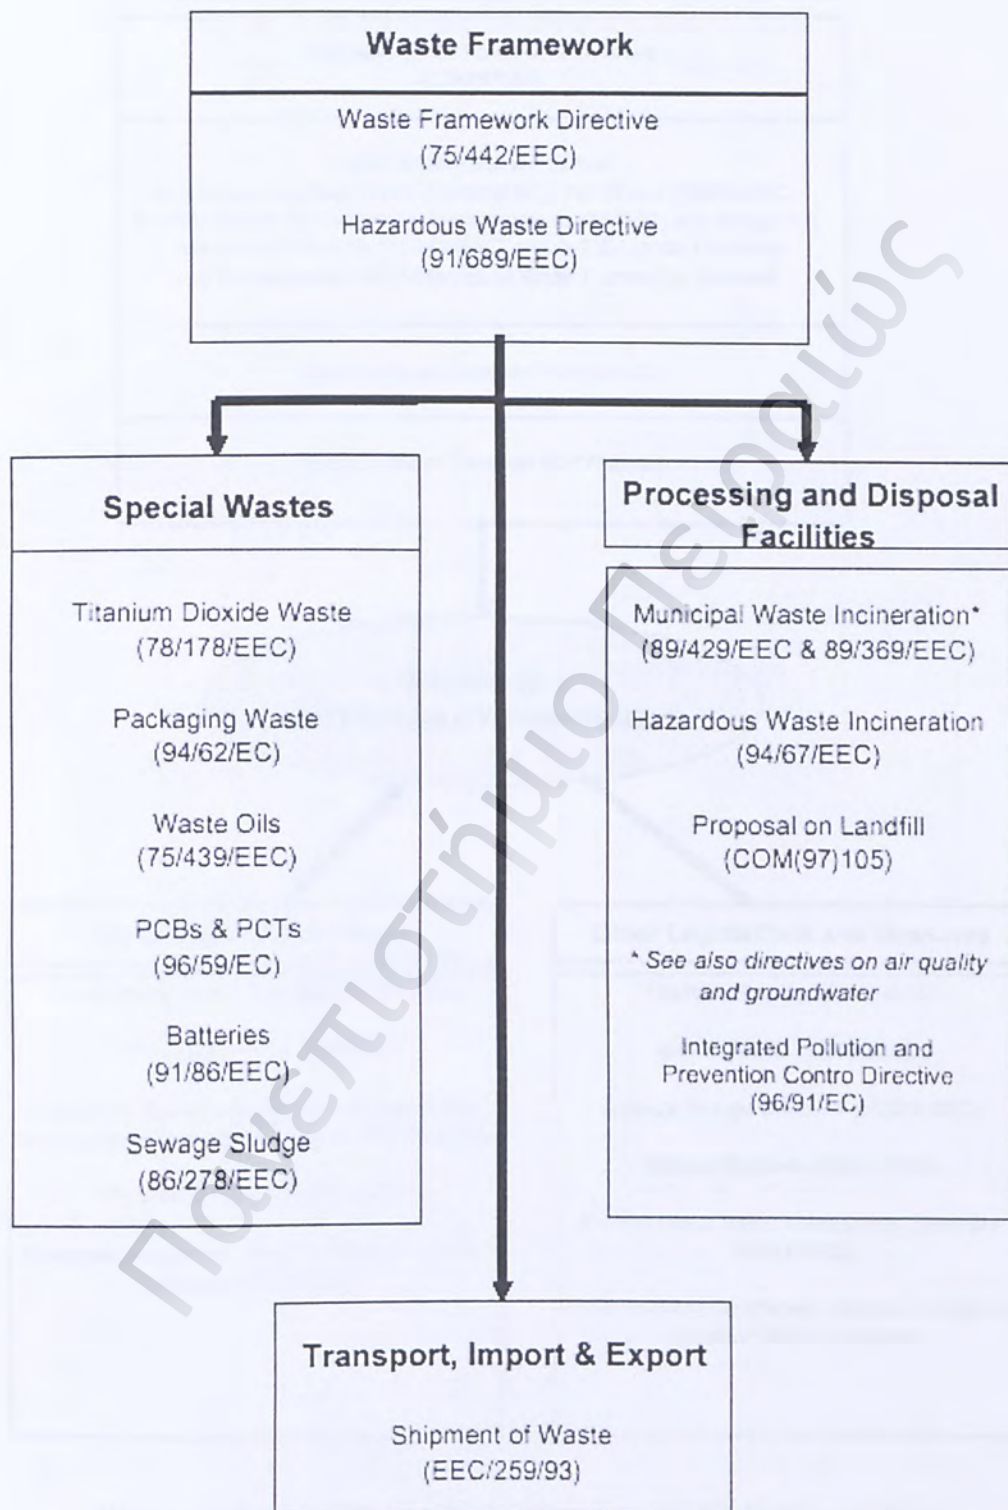 Waste Framework
Waste Framework Directive
(75/442/EEC)
Hazardous Waste Directive
(91/689/EEC)
Special Wastes
Titanium Dioxide Waste
(78/178/EEC)
Packaging Waste
(94/62/EC)
Waste Oils
(75/439/EEC)
PCBs & PCTs
(96/59/EC)
Batteries
(91/86/EEC)
Sewage Sludge
(86/278/EEC)
Processing and Disposal
Facilities
Municipal Waste Incineration*
(89/429/EEC & 89/369/EEC)
Hazardous Waste Incineration
(94/67/EEC)
Proposal on Landfill
(COM(97)105)
* See also directives on air quality
and groundwater
Integrated Pollution and
Prevention Contro Directive
(96/91/EC)
Transport, Import & Export
Shipment of Waste
(EEC/259/93)
Πανεπιστήμιο Πειραιώς